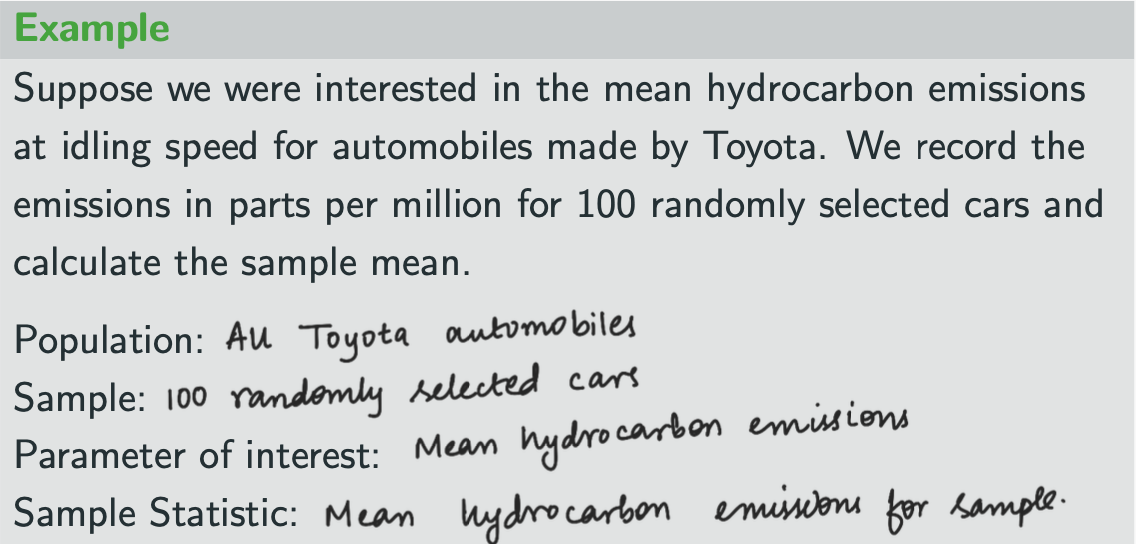 Example
Suppose we were interested in the mean hydrocarbon emissions
at idling speed for automobiles made by Toyota. We record the
emissions in parts per million for 100 randomly selected cars and
calculate the sample mean.
Population: All Toyota automobiles
Sample: 100 randomly selected cars
Parameter of interest: Mean hydrocarbon emissions
Sample Statistic: Mean hydrocarbon emissions for sample.